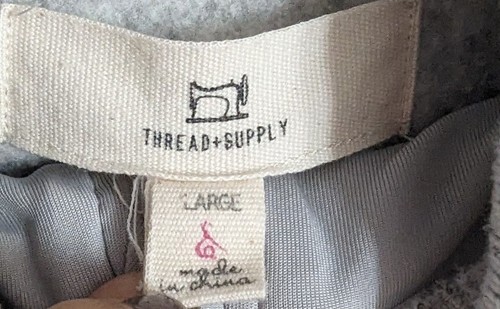 THREAD+SUPPLY
LARGE
made
in china